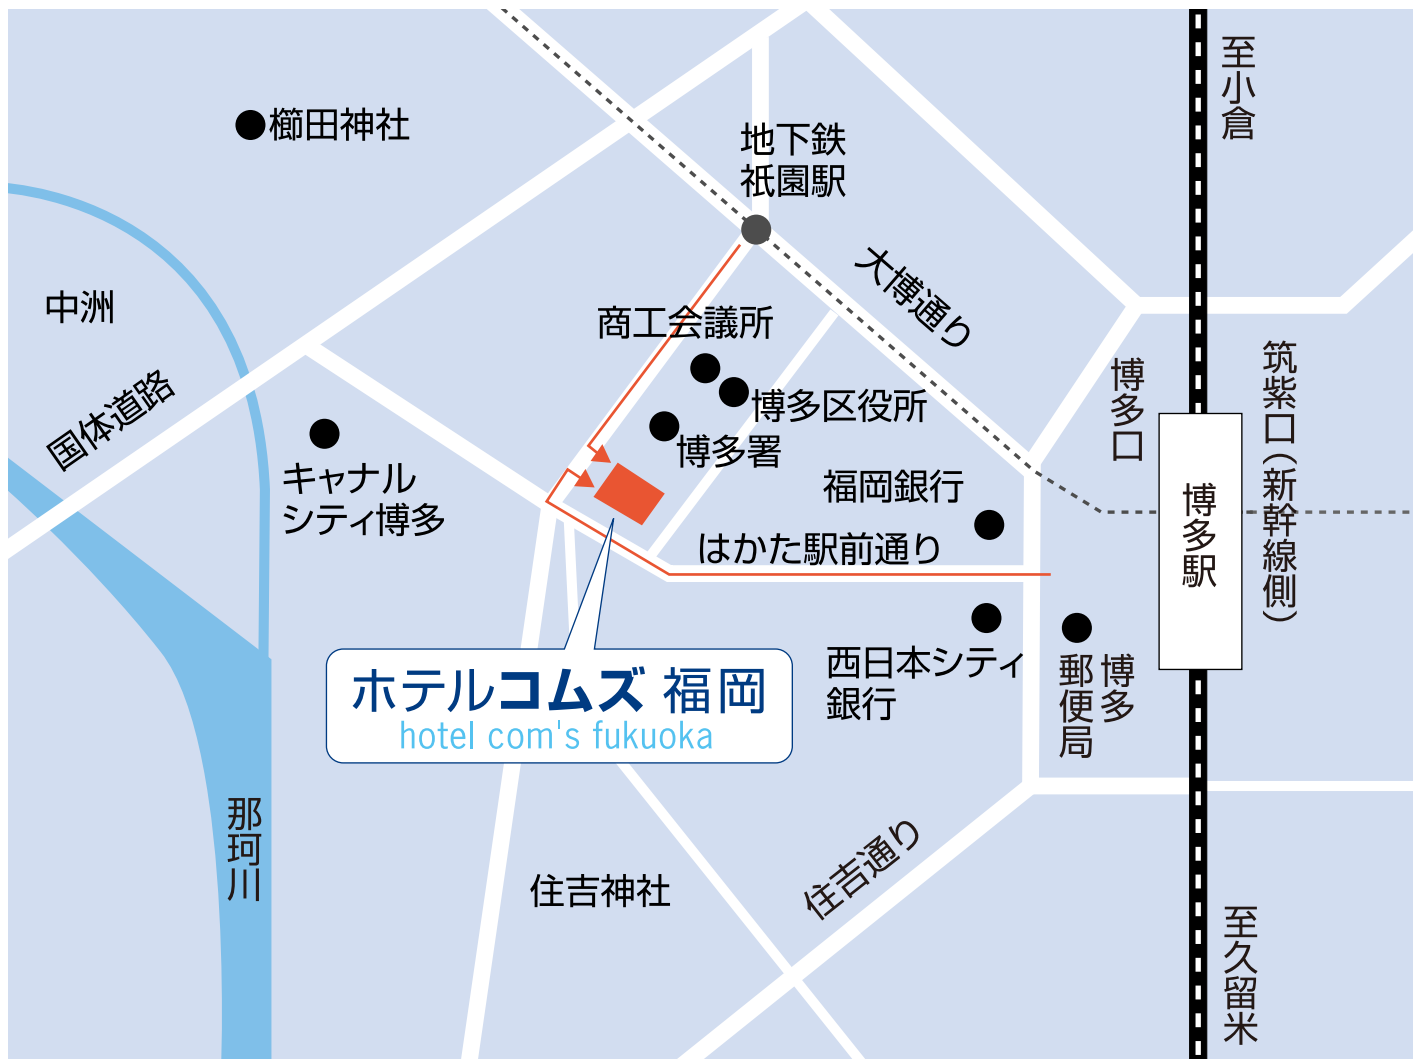 至小倉
櫛田神社
地下鉄
祇園駅
大博通り
中洲
商工会議所
国体道路
博多口
筑紫口(新幹線側)
博多区役所
博多署
キャナル
シティ博多
福岡銀行
博多駅
はかた駅前通り
西日本シティ
銀行
博多
郵便局
ホテルコムズ 福岡
hotel com's fukuoka
那珂川
住吉通り
住吉神社
至久留米